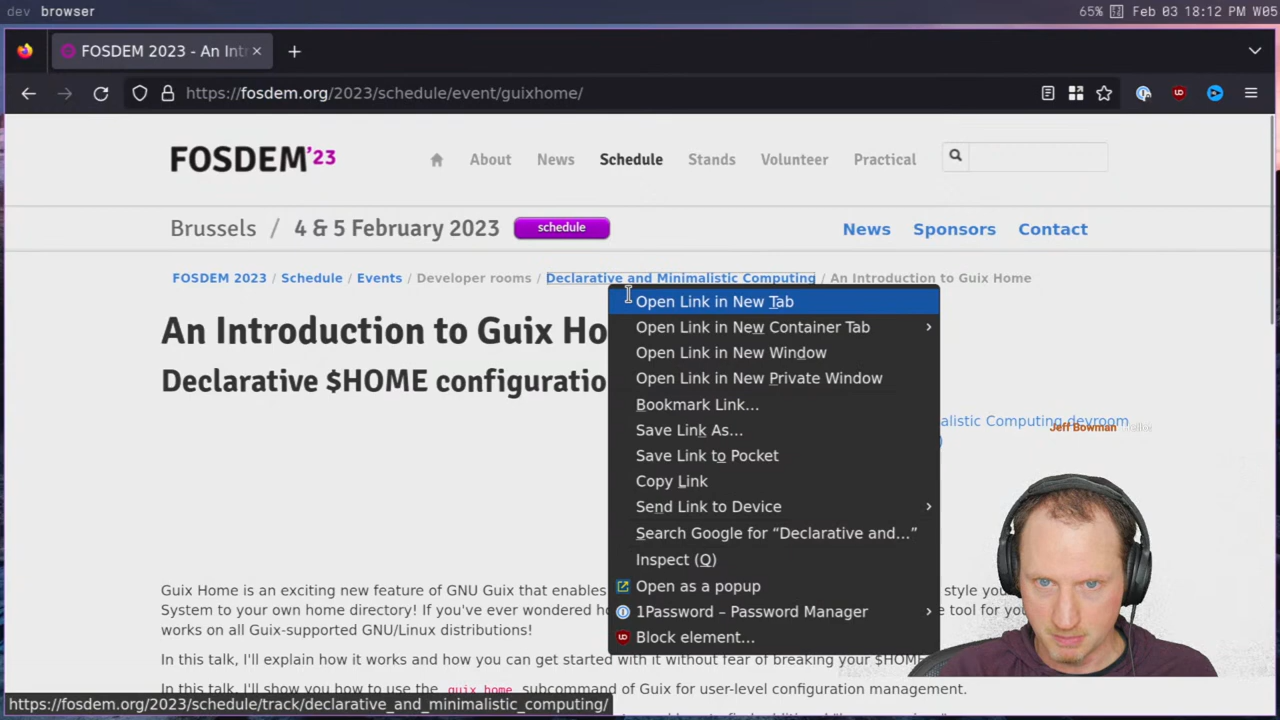 dev browser 65% Feb 03 18:12 PM W05
FOSDEM 2023 - An Int
https://fosdem.org/2023/schedule/event/guixhome/
FOSDEM'23 About News Schedule Stands Volunteer Practical
Brussels / 4 & 5 February 2023 schedule News Sponsors Contact
FOSDEM 2023 / Schedule / Events / Developer rooms / Declarative and Minimalistic Computing / An Introduction to Guix Home
An Introduction to Guix Ho
Declarative $HOME configuratio
Open Link in New Tab
Open Link in New Container Tab
Open Link in New Window
Open Link in New Private Window
Bookmark Link...
Save Link As...
Save Link to Pocket
Copy Link
Send Link to Device
Search Google for “Declarative and...”
Inspect (Q)
Open as a popup
1Password – Password Manager
Block element...
alistic Computing devroom
Jeff Bowman Hello!
Guix Home is an exciting new feature of GNU Guix that enables style you
System to your own home directory! If you've ever wondered ho e tool for yo
works on all Guix-supported GNU/Linux distributions!
In this talk, I'll explain how it works and how you can get started with it without fear of breaking your $HOME
In this talk, I'll show you how to use the guix home subcommand of Guix for user-level configuration management.
https://fosdem.org/2023/schedule/track/declarative_and_minimalistic_computing/